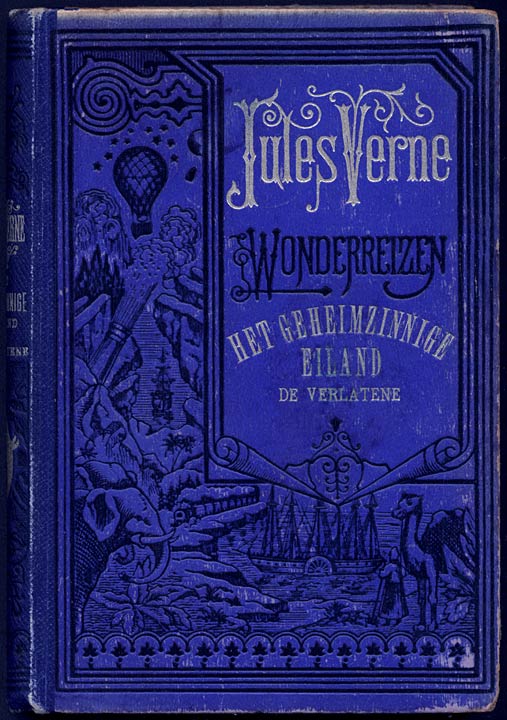 Jules Verne
WONDERREIZEN
HET GEHEIMZINNIGE
EILAND
DE VERLATENE